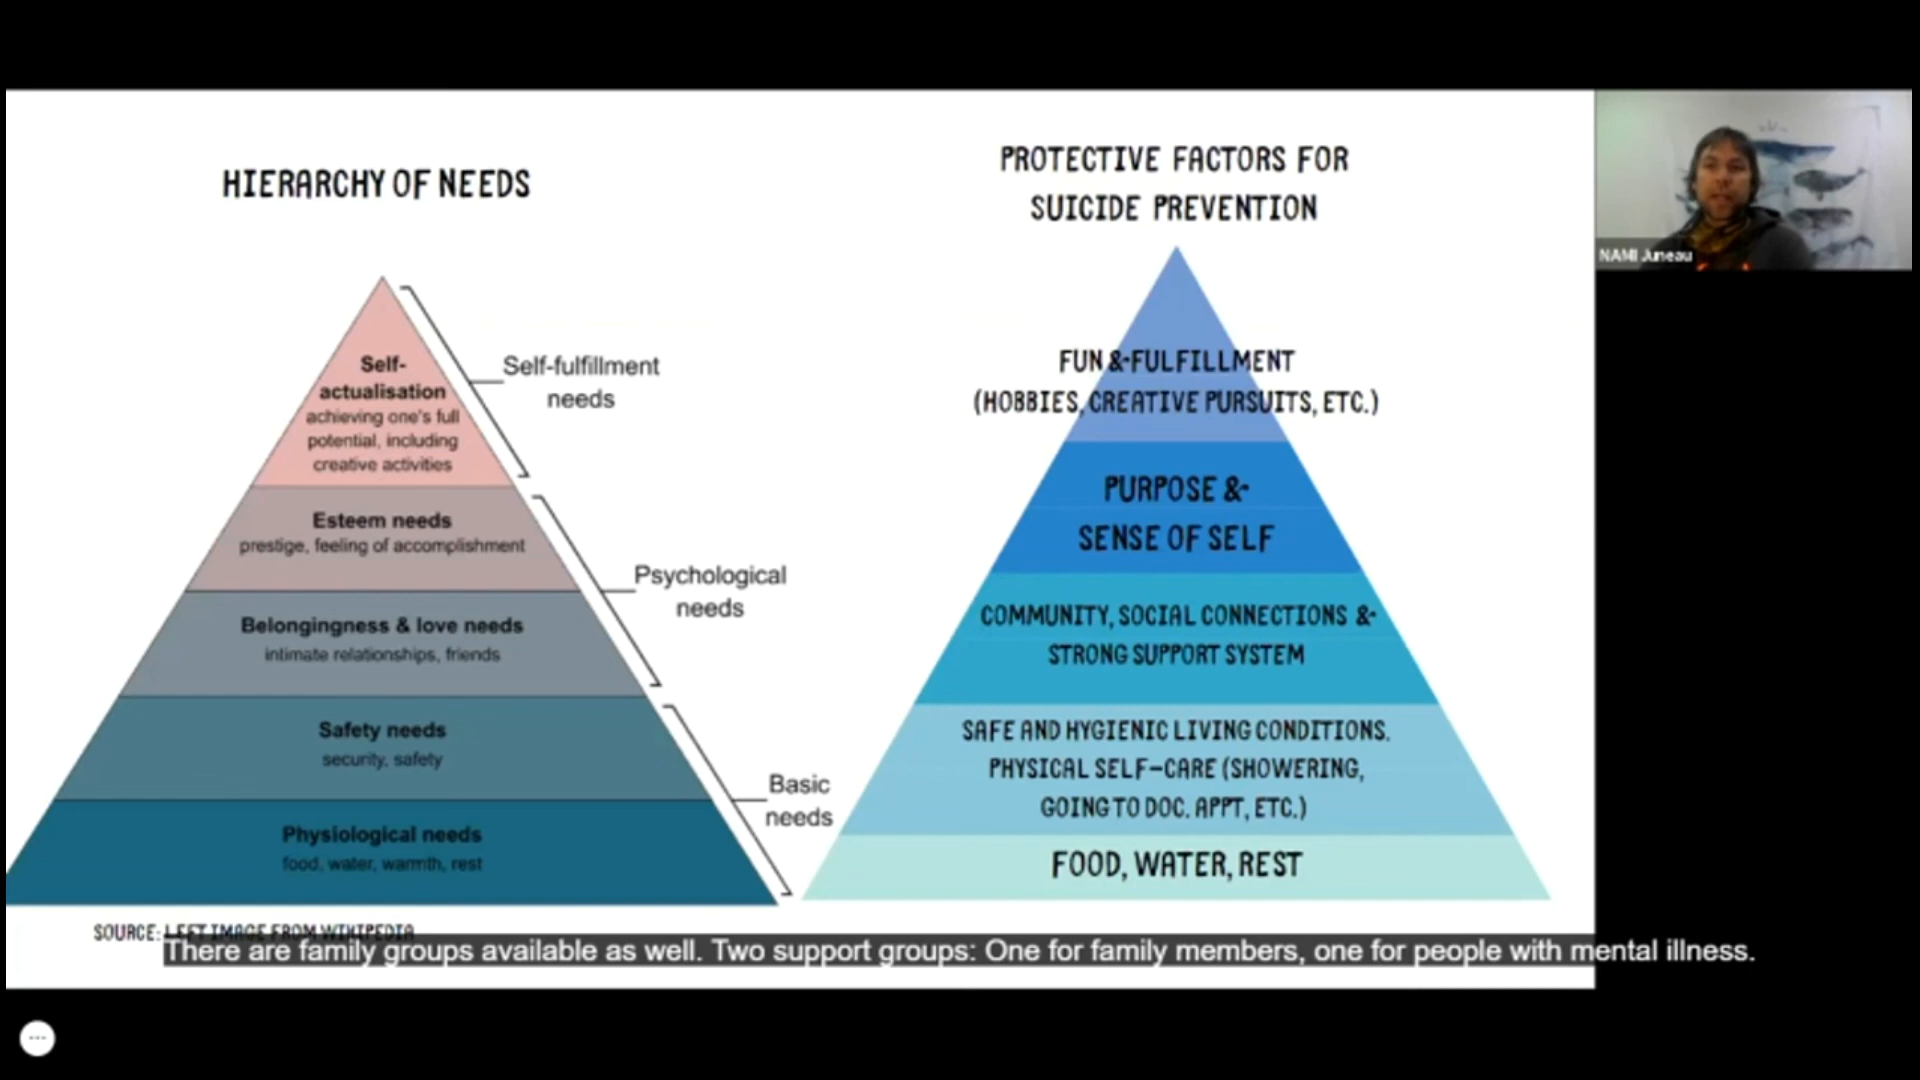 HIERARCHY OF NEEDS
Self-
actualisation
achieving one's full
potential, including
creative activities
Esteem needs
prestige, feeling of accomplishment
Belongingness & love needs
intimate relationships, friends
Safety needs
security, safety
Physiological needs
food, water, warmth, rest
Self-fulfillment
needs
Psychological
needs
Basic
needs
SOURCE: LEFT IMAGE FROM WIKIPEDIA
PROTECTIVE FACTORS FOR
SUICIDE PREVENTION
FUN & FULFILLMENT
(HOBBIES, CREATIVE PURSUITS, ETC.)
PURPOSE &
SENSE OF SELF
COMMUNITY, SOCIAL CONNECTIONS &
STRONG SUPPORT SYSTEM
SAFE AND HYGIENIC LIVING CONDITIONS.
PHYSICAL SELF-CARE (SHOWERING,
GOING TO DOC. APPT, ETC.)
FOOD, WATER, REST
NAMI Juneau
There are family groups available as well. Two support groups: One for family members, one for people with mental illness.